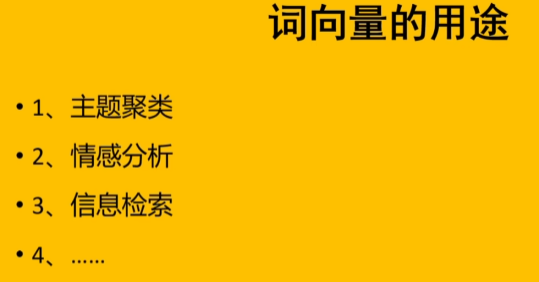 词向量的用途
• 1、主题聚类
• 2、情感分析
• 3、信息检索
• 4、……